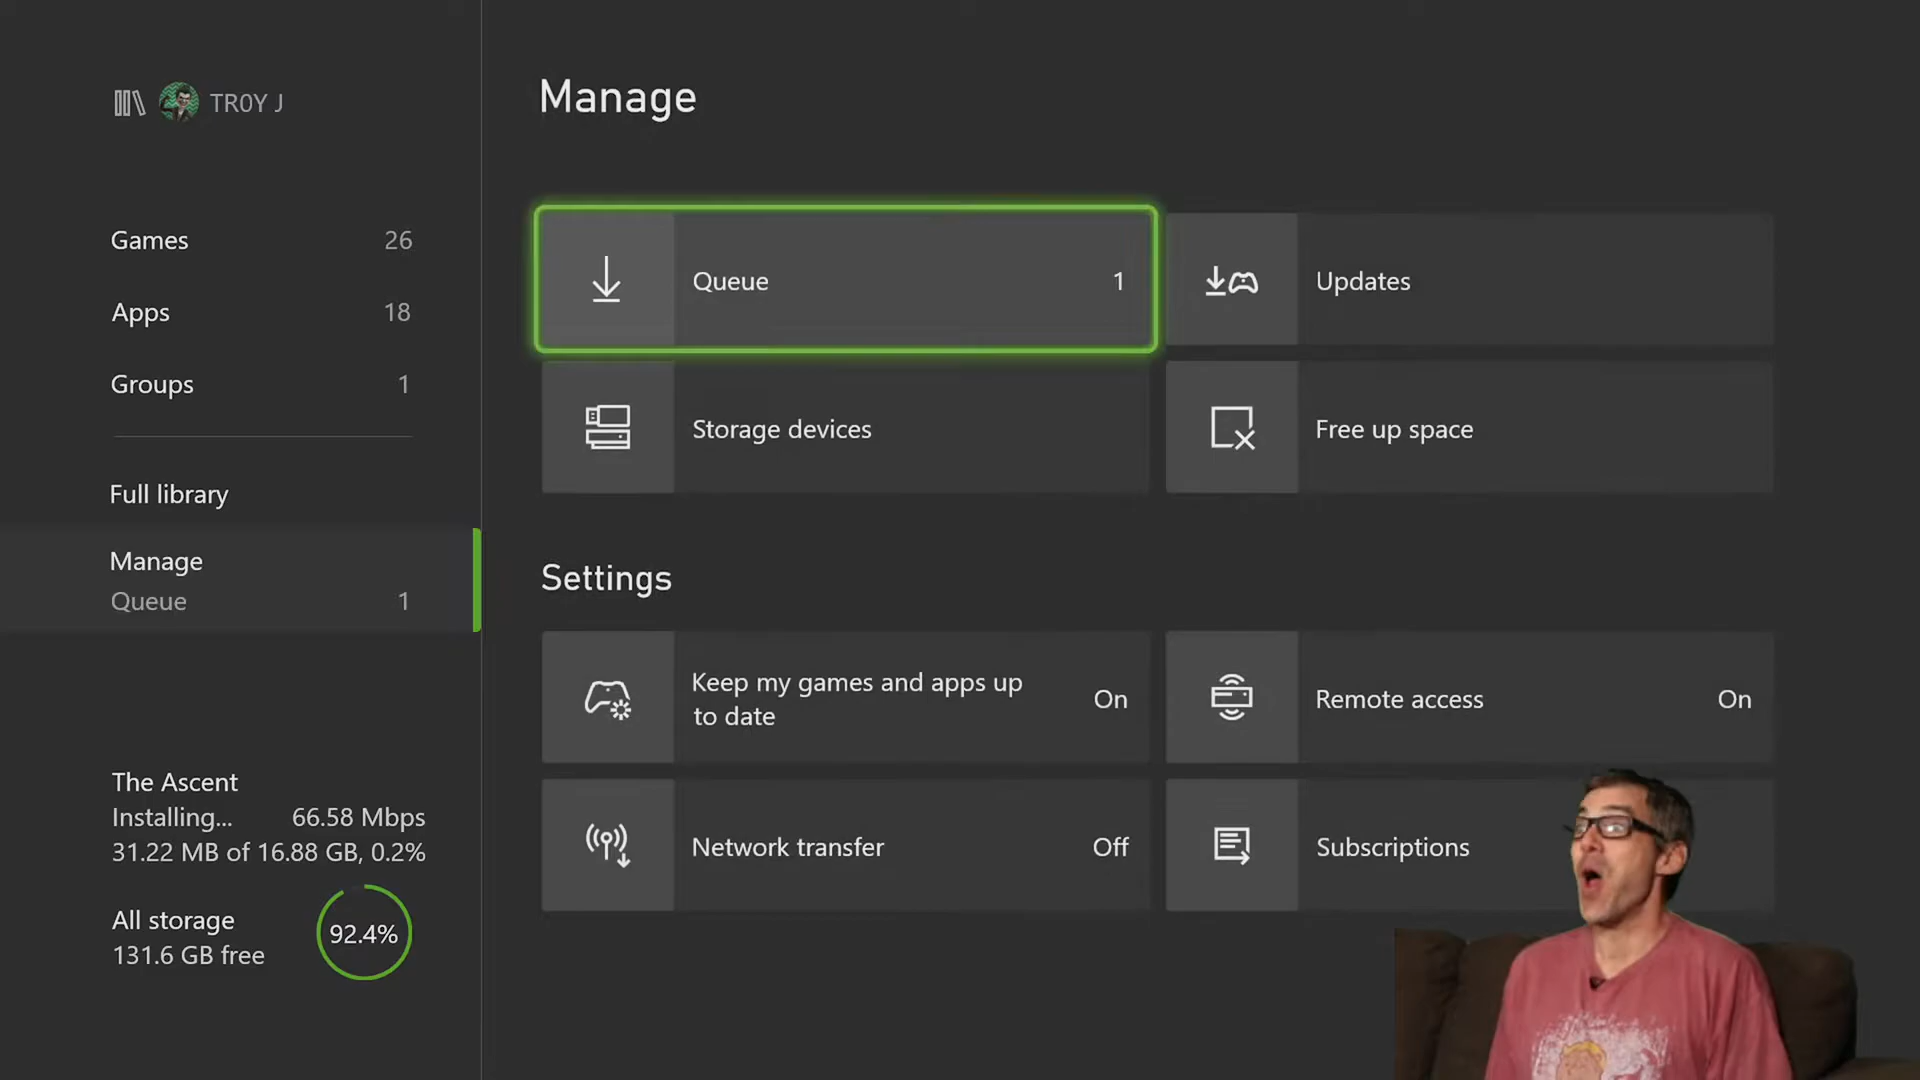 TR0Y J
Games 26
Apps 18
Groups 1
Full library
Manage
Queue 1
The Ascent
Installing... 66.58 Mbps
31.22 MB of 16.88 GB, 0.2%
All storage
131.6 GB free
92.4%
Manage
Queue 1
Updates
Storage devices
Free up space
Settings
Keep my games and apps up
to date
On
Remote access On
Network transfer Off
Subscriptions